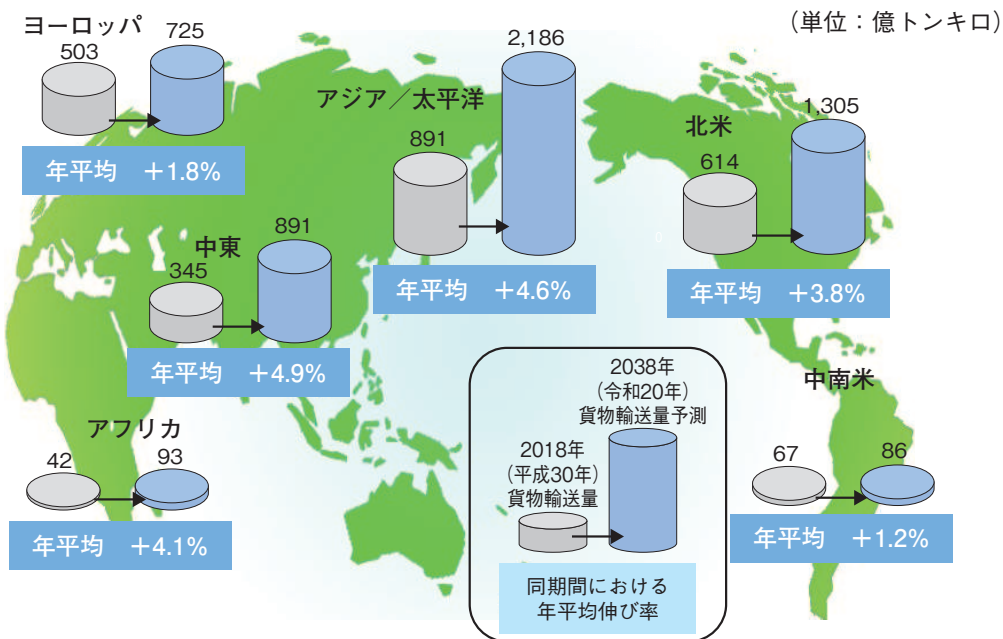 （単位：億トンキロ）
ヨーロッパ
503
725
年平均　+1.8%
アジア／太平洋
891
2,186
年平均　+4.6%
北米
614
1,305
年平均　+3.8%
中東
345
891
年平均　+4.9%
アフリカ
42
93
年平均　+4.1%
中南米
67
86
年平均　+1.2%
2018年
（平成30年）
貨物輸送量
2038年
（令和20年）
貨物輸送量予測
同期間における
年平均伸び率